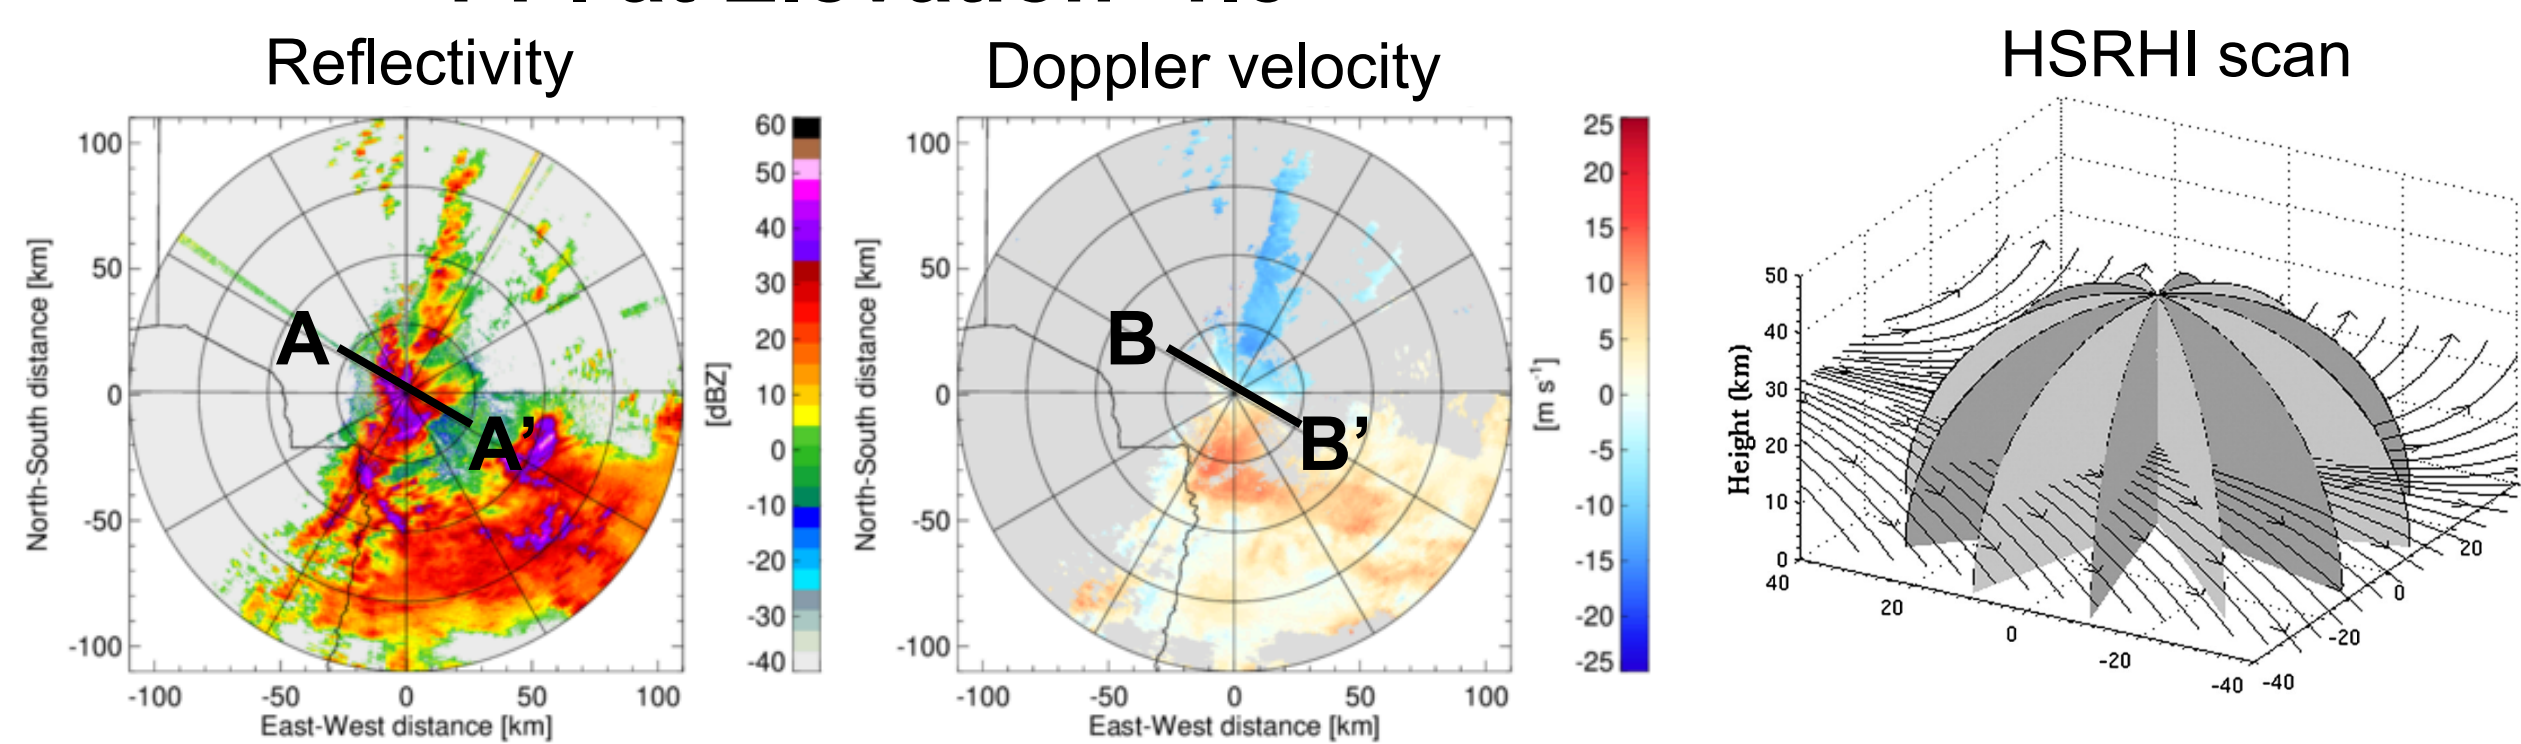 Reflectivity
Doppler velocity
HSRHI scan
North-South distance [km]
100
50
0
-50
-100
-100 -50 0 50 100
East-West distance [km]
A
A’
60
50
40
30
20
10
0
-10
-20
-30
-40
[dBZ]
North-South distance [km]
100
50
0
-50
-100
-100 -50 0 50 100
East-West distance [km]
B
B’
25
20
15
10
5
0
-5
-10
-15
-20
-25
[m s-1]
Height (km)
50
40
30
20
10
0
40
20
0
-20
-40
-40
-20
0
20